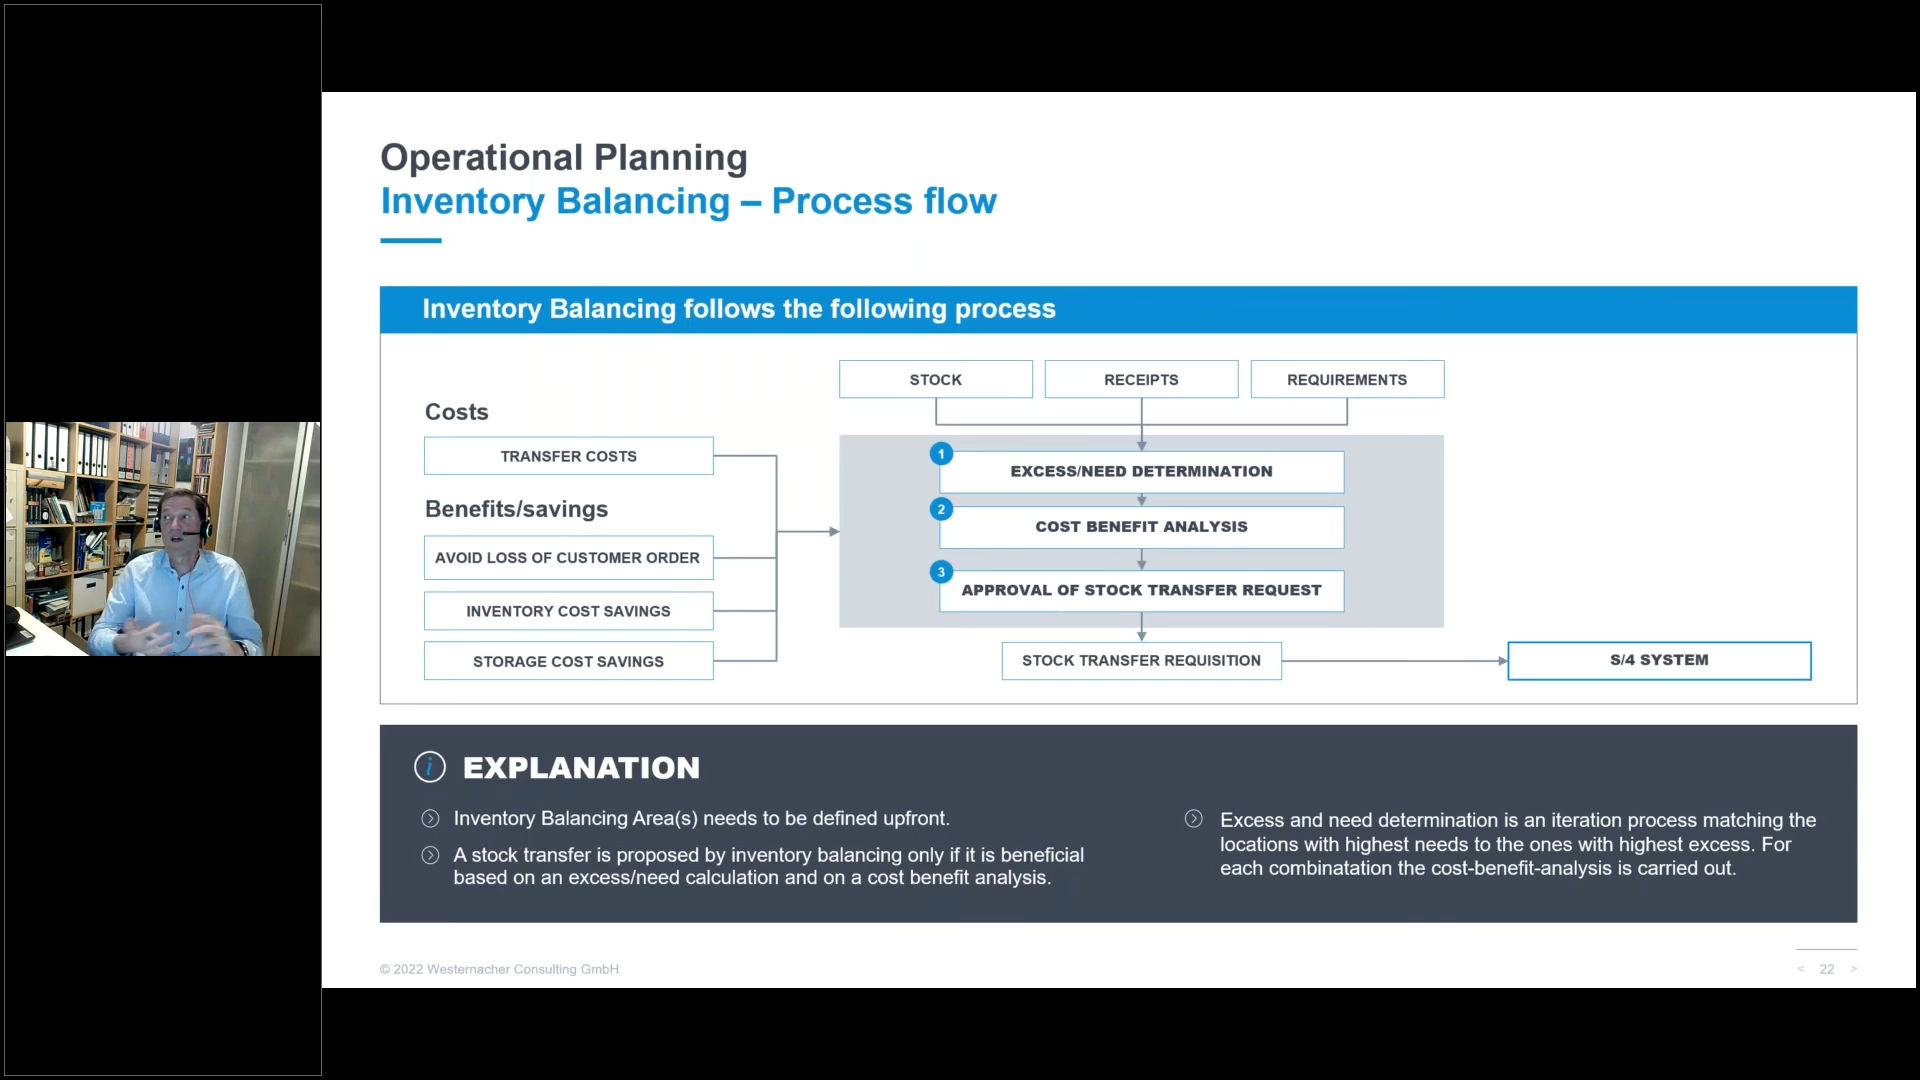 Operational Planning
Inventory Balancing – Process flow
Inventory Balancing follows the following process
STOCK
RECEIPTS
REQUIREMENTS
Costs
TRANSFER COSTS
Benefits/savings
AVOID LOSS OF CUSTOMER ORDER
INVENTORY COST SAVINGS
STORAGE COST SAVINGS
1
EXCESS/NEED DETERMINATION
2
COST BENEFIT ANALYSIS
3
APPROVAL OF STOCK TRANSFER REQUEST
STOCK TRANSFER REQUISITION
S/4 SYSTEM
i
EXPLANATION
Inventory Balancing Area(s) needs to be defined upfront.
A stock transfer is proposed by inventory balancing only if it is beneficial
based on an excess/need calculation and on a cost benefit analysis.
Excess and need determination is an iteration process matching the
locations with highest needs to the ones with highest excess. For
each combinatation the cost-benefit-analysis is carried out.
© 2022 Westernacher Consulting GmbH
< 22 >